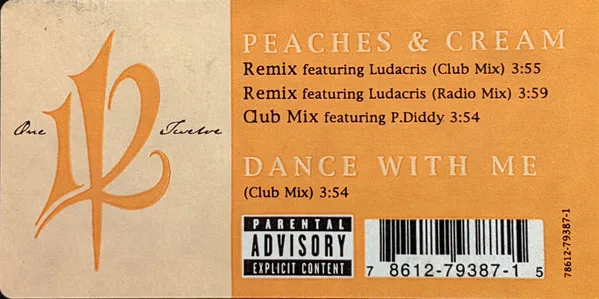 One 112 Twelve
PEACHES & CREAM
Remix featuring Ludacris (Club Mix) 3:55
Remix featuring Ludacris (Radio Mix) 3:59
Club Mix featuring P.Diddy 3:54
DANCE WITH ME
(Club Mix) 3:54
PARENTAL
ADVISORY
EXPLICIT CONTENT
7 8612-79387-1 5
78612-79387-1